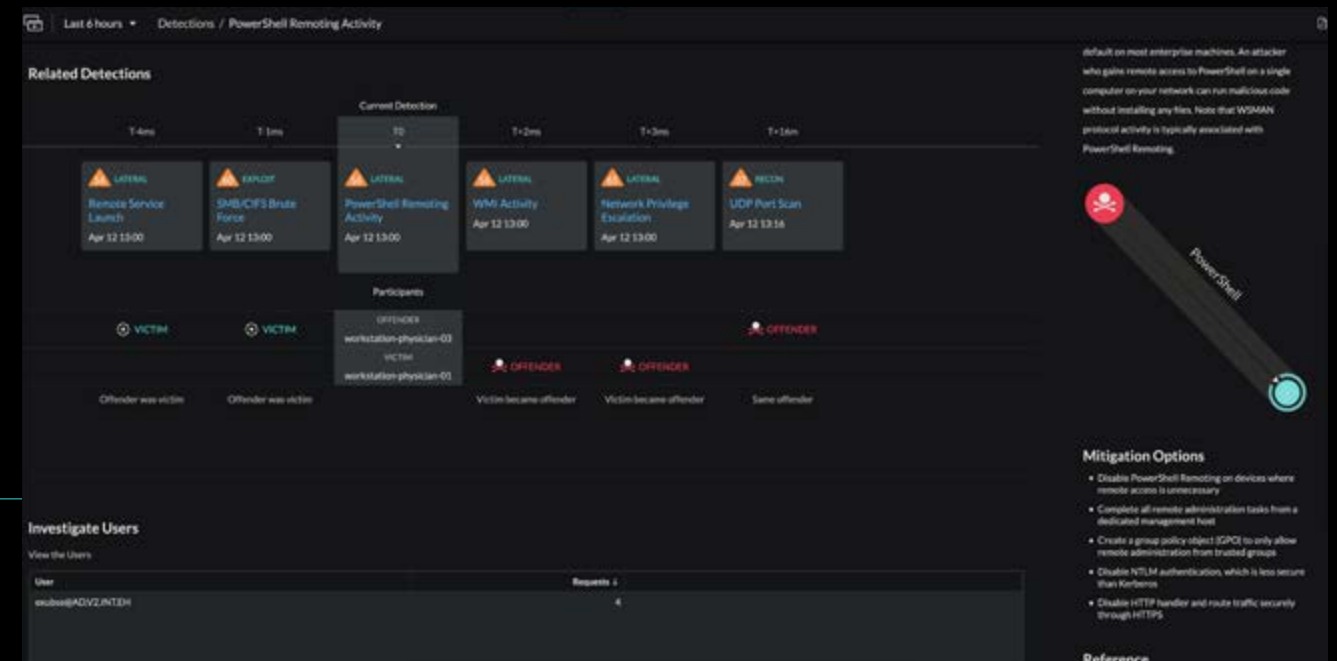 Last 6 hours
Detections / PowerShell Remoting Activity
Related Detections
Current Detection
T-4ms
T-1ms
T0
T+2ms
T+3ms
T+16m
LATERAL
Remote Service
Launch
Apr 12 13:00
EXPLOIT
SMB/CIFS Brute
Force
Apr 12 13:00
LATERAL
PowerShell Remoting
Activity
Apr 12 13:00
LATERAL
WMI Activity
Apr 12 13:00
LATERAL
Network Privilege
Escalation
Apr 12 13:00
RECON
UDP Port Scan
Apr 12 13:16
Participants
VICTIM
VICTIM
OFFENDER
workstation-physician-03
OFFENDER
VICTIM
workstation-physician-01
OFFENDER
OFFENDER
Offender was victim
Offender was victim
Victim became offender
Victim became offender
Same offender
Investigate Users
View the Users
User
Requests ↓
4
default on most enterprise machines. An attacker
who gains remote access to PowerShell on a single
computer on your network can run malicious code
without installing any files. Note that WSMAN
protocol activity is typically associated with
PowerShell Remoting.
PowerShell
Mitigation Options
• Disable PowerShell Remoting on devices where
remote access is unnecessary
• Complete all remote administration tasks from a
dedicated management host
• Create a group policy object (GPO) to only allow
remote administration from trusted groups
• Disable NTLM authentication, which is less secure
than Kerberos
• Disable HTTP handler and route traffic securely
through HTTPS
Reference